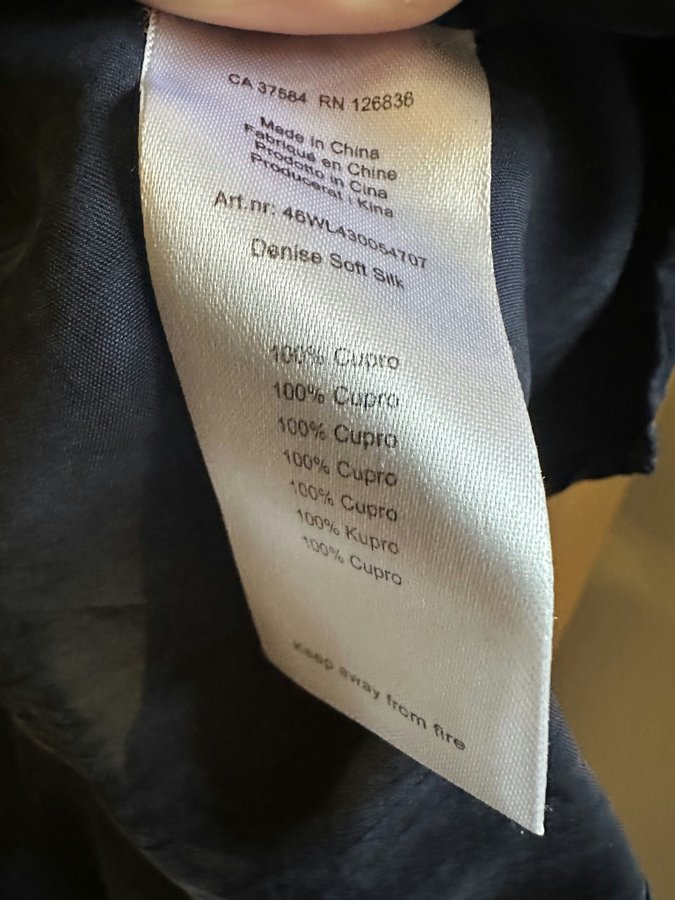 CA 37584 RN 126836
Made in China
Fabriqué en Chine
Prodotto in Cina
Producerat i Kina
Art.nr: 46WL430054707
Denise Soft Silk
100% Cupro
100% Cupro
100% Cupro
100% Cupro
100% Cupro
100% Kupro
100% Cupro
Keep away from fire